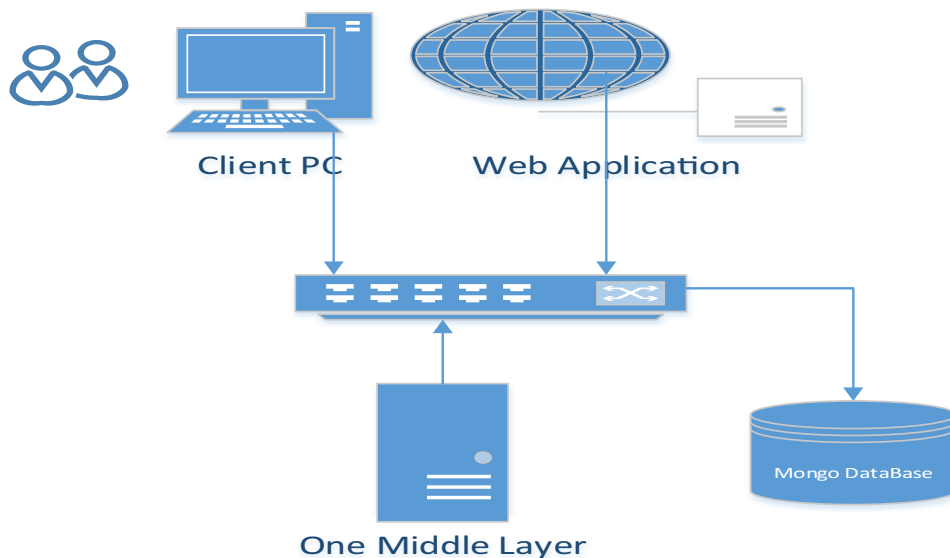 Client PC
Web Application
Mongo DataBase
One Middle Layer